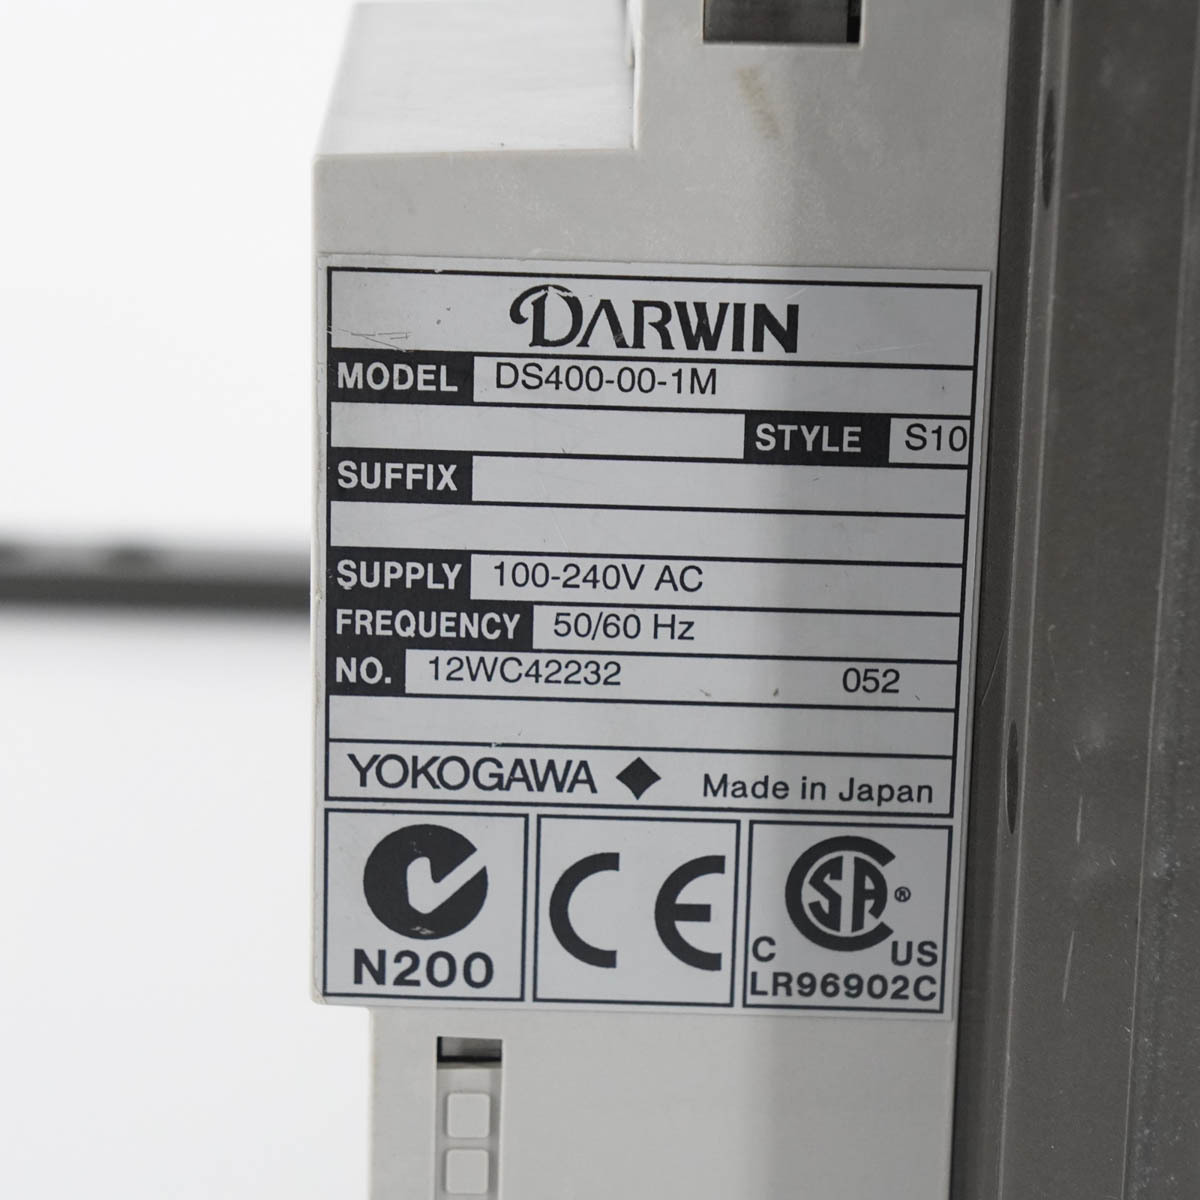 DARWIN
MODEL DS400-00-1M
STYLE S10
SUFFIX
SUPPLY 100-240V AC
FREQUENCY 50/60 Hz
NO. 12WC42232 052
YOKOGAWA ◆ Made in Japan
N200
CE
CSA ®
C US
LR96902C